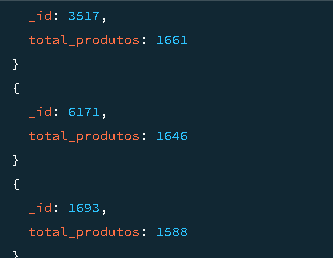 _id: 3517,
total_produtos: 1661
}
{
_id: 6171,
total_produtos: 1646
}
{
_id: 1693,
total_produtos: 1588
}